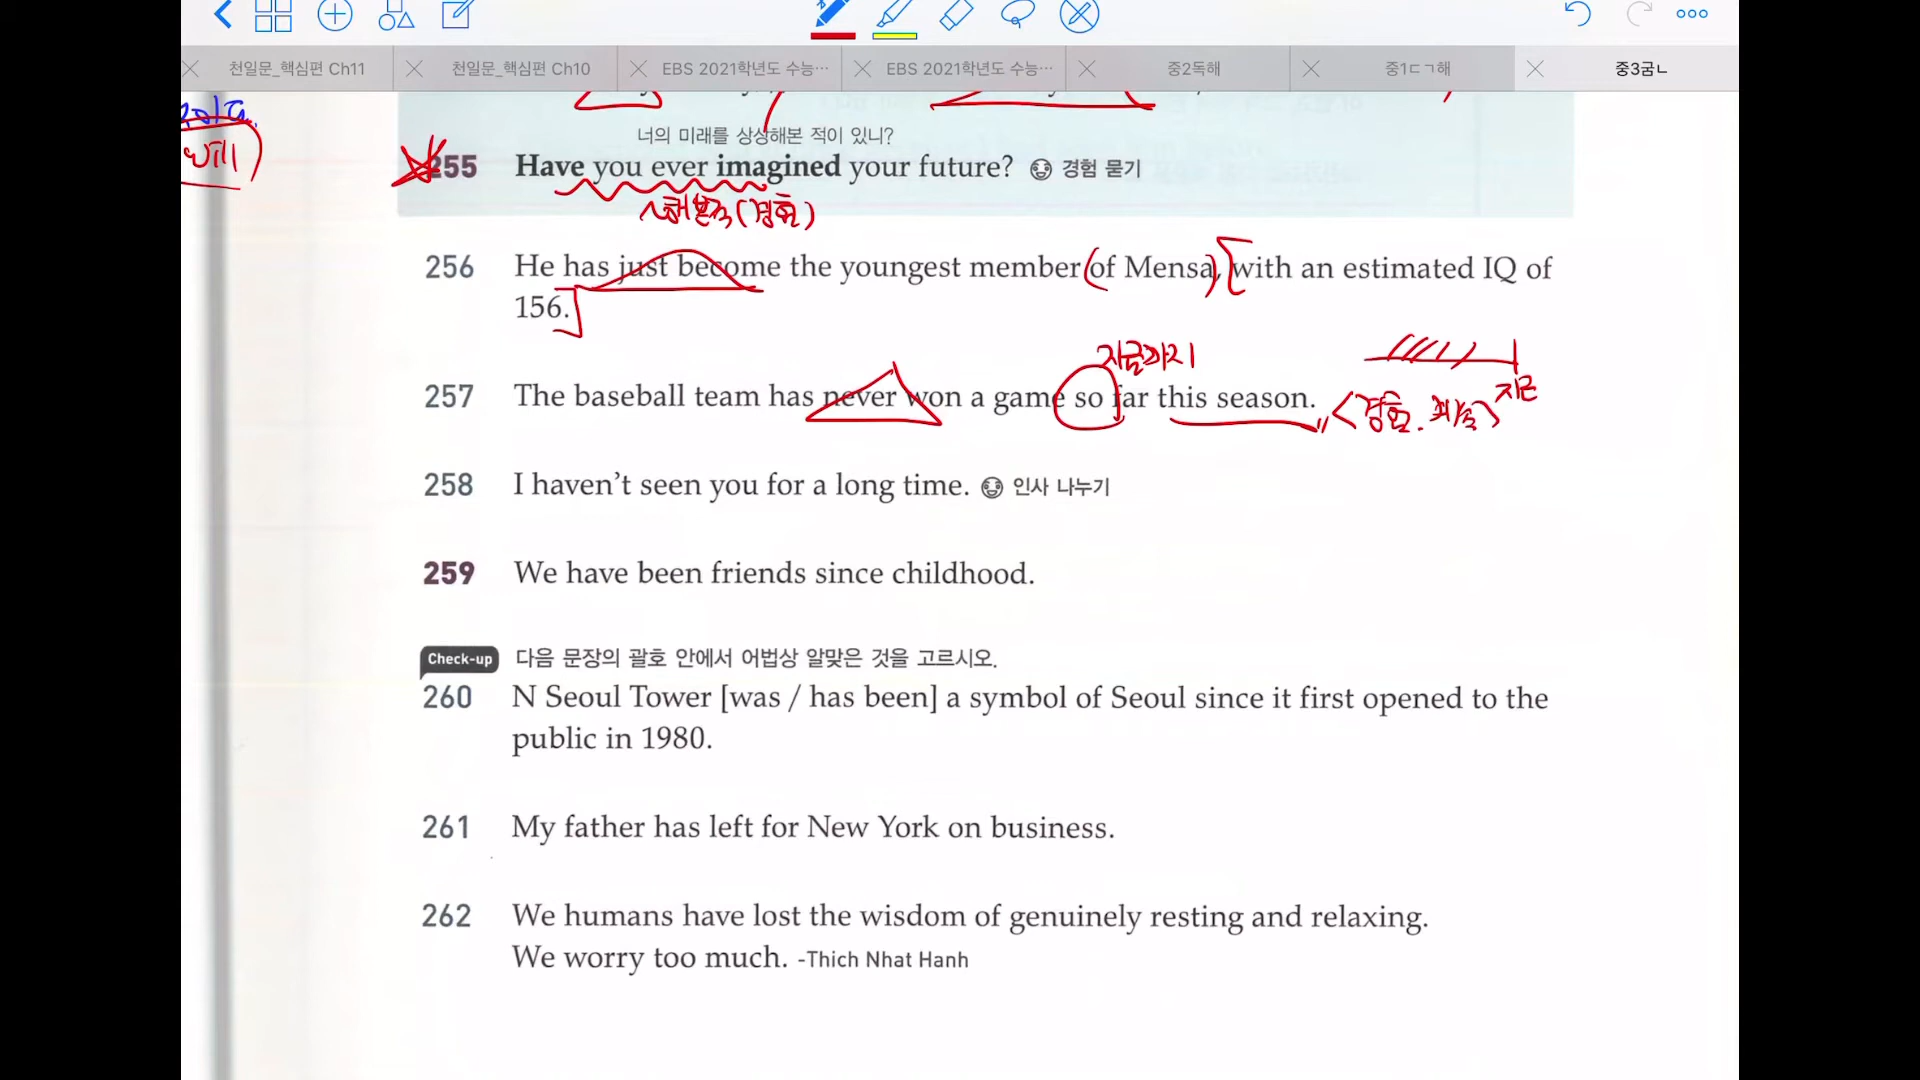 천일문_핵심편 Ch11
천일문_핵심편 Ch10
EBS 2021학년도 수능…
EBS 2021학년도 수능…
중2독해
중1ㄷㄱ해
중3굼ㄴ
will
너의 미래를 상상해본 적이 있니?
255 Have you ever imagined your future? 경험 묻기
~해본적(경험)
256 He has just become the youngest member of Mensa, with an estimated IQ of
156.
지금까지
257 The baseball team has never won a game so far this season. 지금
258 I haven't seen you for a long time. 인사 나누기
259 We have been friends since childhood.
Check-up 다음 문장의 괄호 안에서 어법상 알맞은 것을 고르시오.
260 N Seoul Tower [was / has been] a symbol of Seoul since it first opened to the
public in 1980.
261 My father has left for New York on business.
262 We humans have lost the wisdom of genuinely resting and relaxing.
We worry too much. -Thich Nhat Hanh